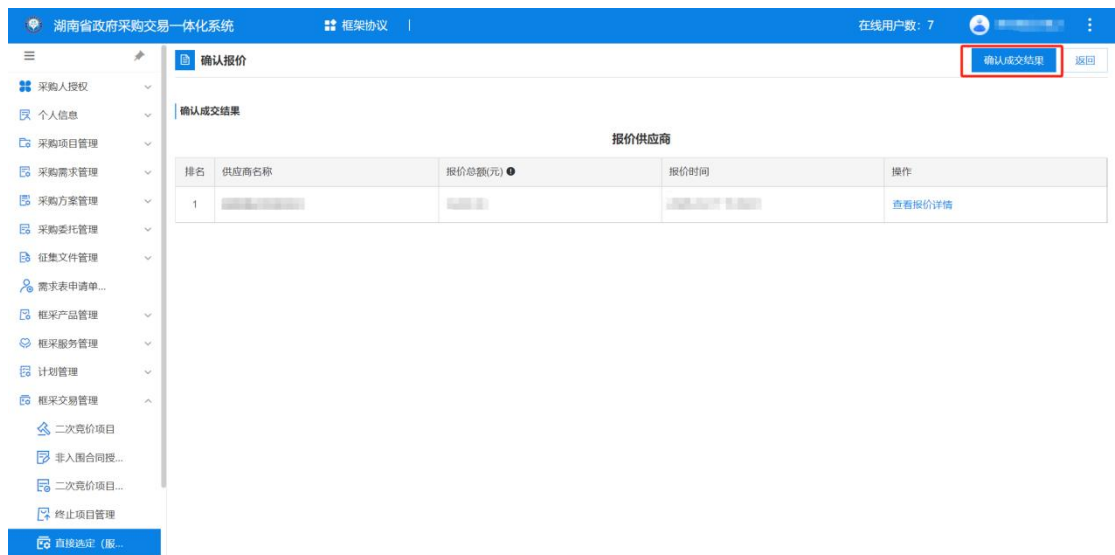 湖南省政府采购交易一体化系统
框架协议
在线用户数：7
采购人授权
个人信息
采购项目管理
采购需求管理
采购方案管理
采购委托管理
征集文件管理
需求表申请单...
框采产品管理
框采服务管理
计划管理
框采交易管理
二次竞价项目
非入围合同授...
二次竞价项目...
终止项目管理
直接选定（服...
确认报价
确认成交结果
返回
确认成交结果
报价供应商
排名 供应商名称 报价总额(元) 报价时间 操作
1 查看报价详情